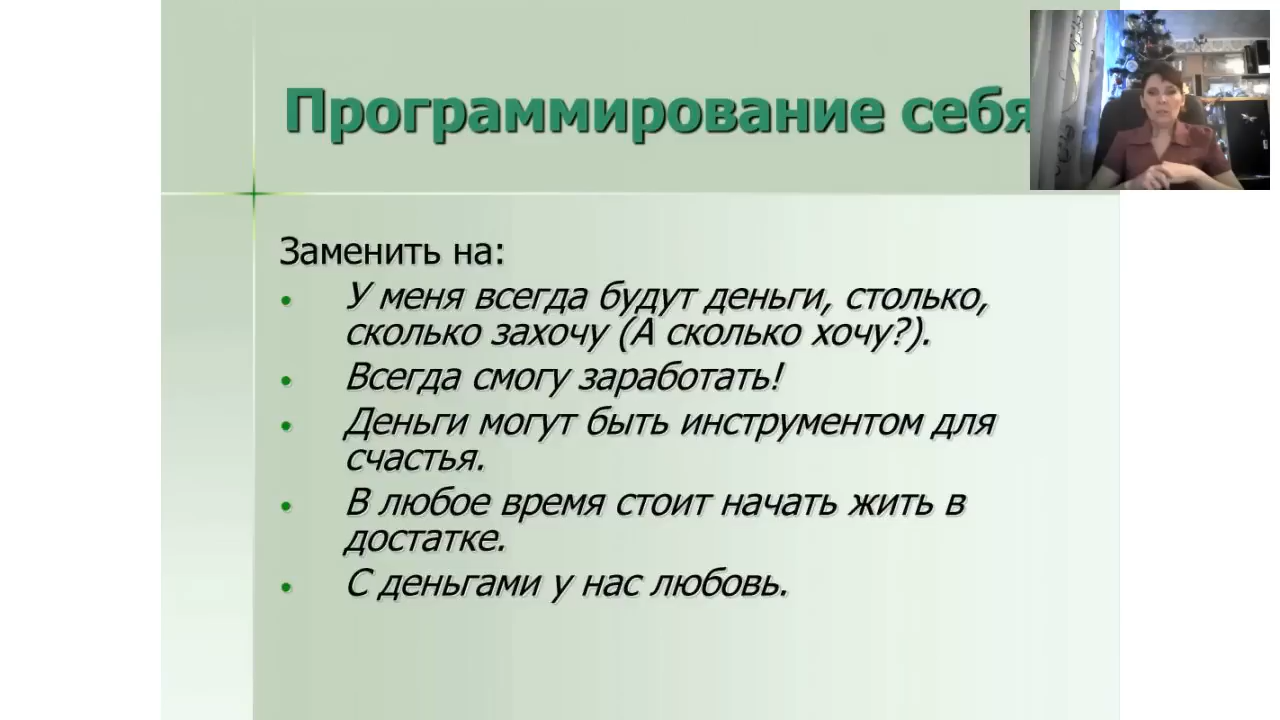 Программирование себя
Заменить на:
• У меня всегда будут деньги, столько,
сколько захочу (А сколько хочу?).
• Всегда смогу заработать!
• Деньги могут быть инструментом для
счастья.
• В любое время стоит начать жить в
достатке.
• С деньгами у нас любовь.